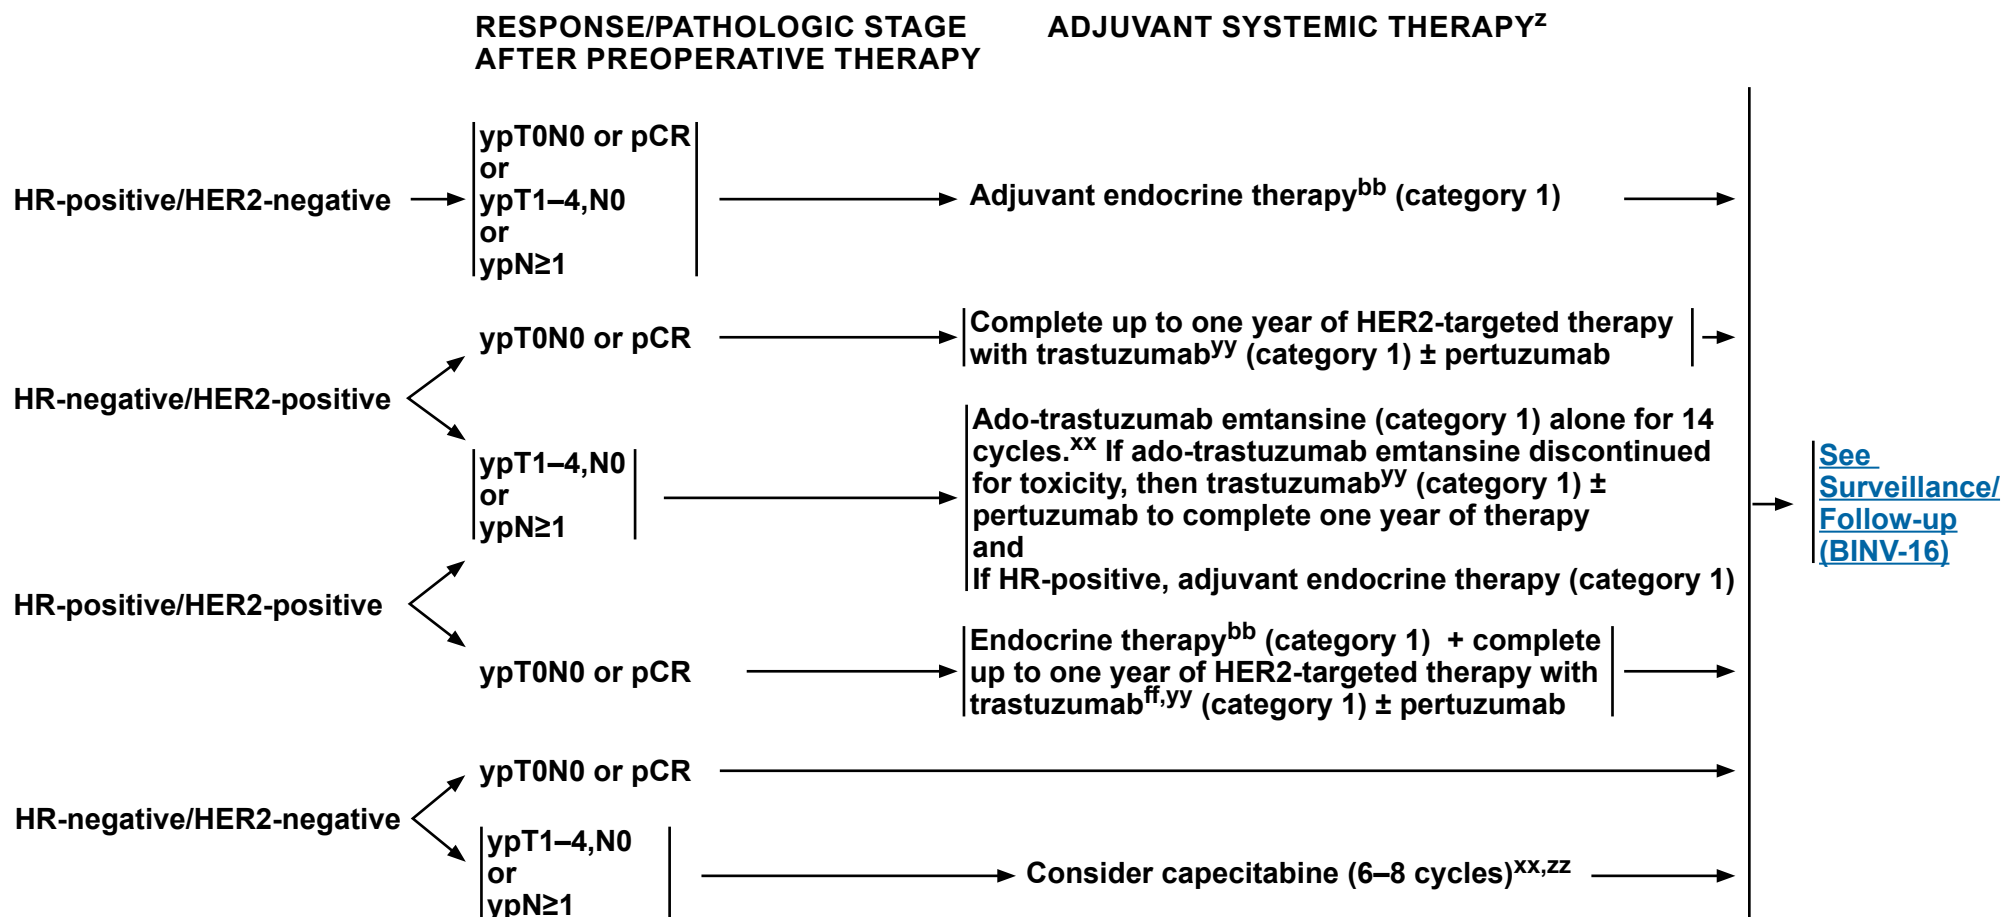 RESPONSE/PATHOLOGIC STAGE
AFTER PREOPERATIVE THERAPY
ADJUVANT SYSTEMIC THERAPYz
HR-positive/HER2-negative
ypT0N0 or pCR
or
ypT1–4,N0
or
ypN≥1
Adjuvant endocrine therapybb (category 1)
HR-negative/HER2-positive
ypT0N0 or pCR
Complete up to one year of HER2-targeted therapy
with trastuzumabyy (category 1) ± pertuzumab
ypT1–4,N0
or
ypN≥1
Ado-trastuzumab emtansine (category 1) alone for 14
cycles.xx If ado-trastuzumab emtansine discontinued
for toxicity, then trastuzumabyy (category 1) ±
pertuzumab to complete one year of therapy
and
If HR-positive, adjuvant endocrine therapy (category 1)
HR-positive/HER2-positive
ypT0N0 or pCR
Endocrine therapybb (category 1) + complete
up to one year of HER2-targeted therapy with
trastuzumabff,yy (category 1) ± pertuzumab
HR-negative/HER2-negative
ypT0N0 or pCR
ypT1–4,N0
or
ypN≥1
Consider capecitabine (6–8 cycles)xx,zz
See
Surveillance/
Follow-up
(BINV-16)